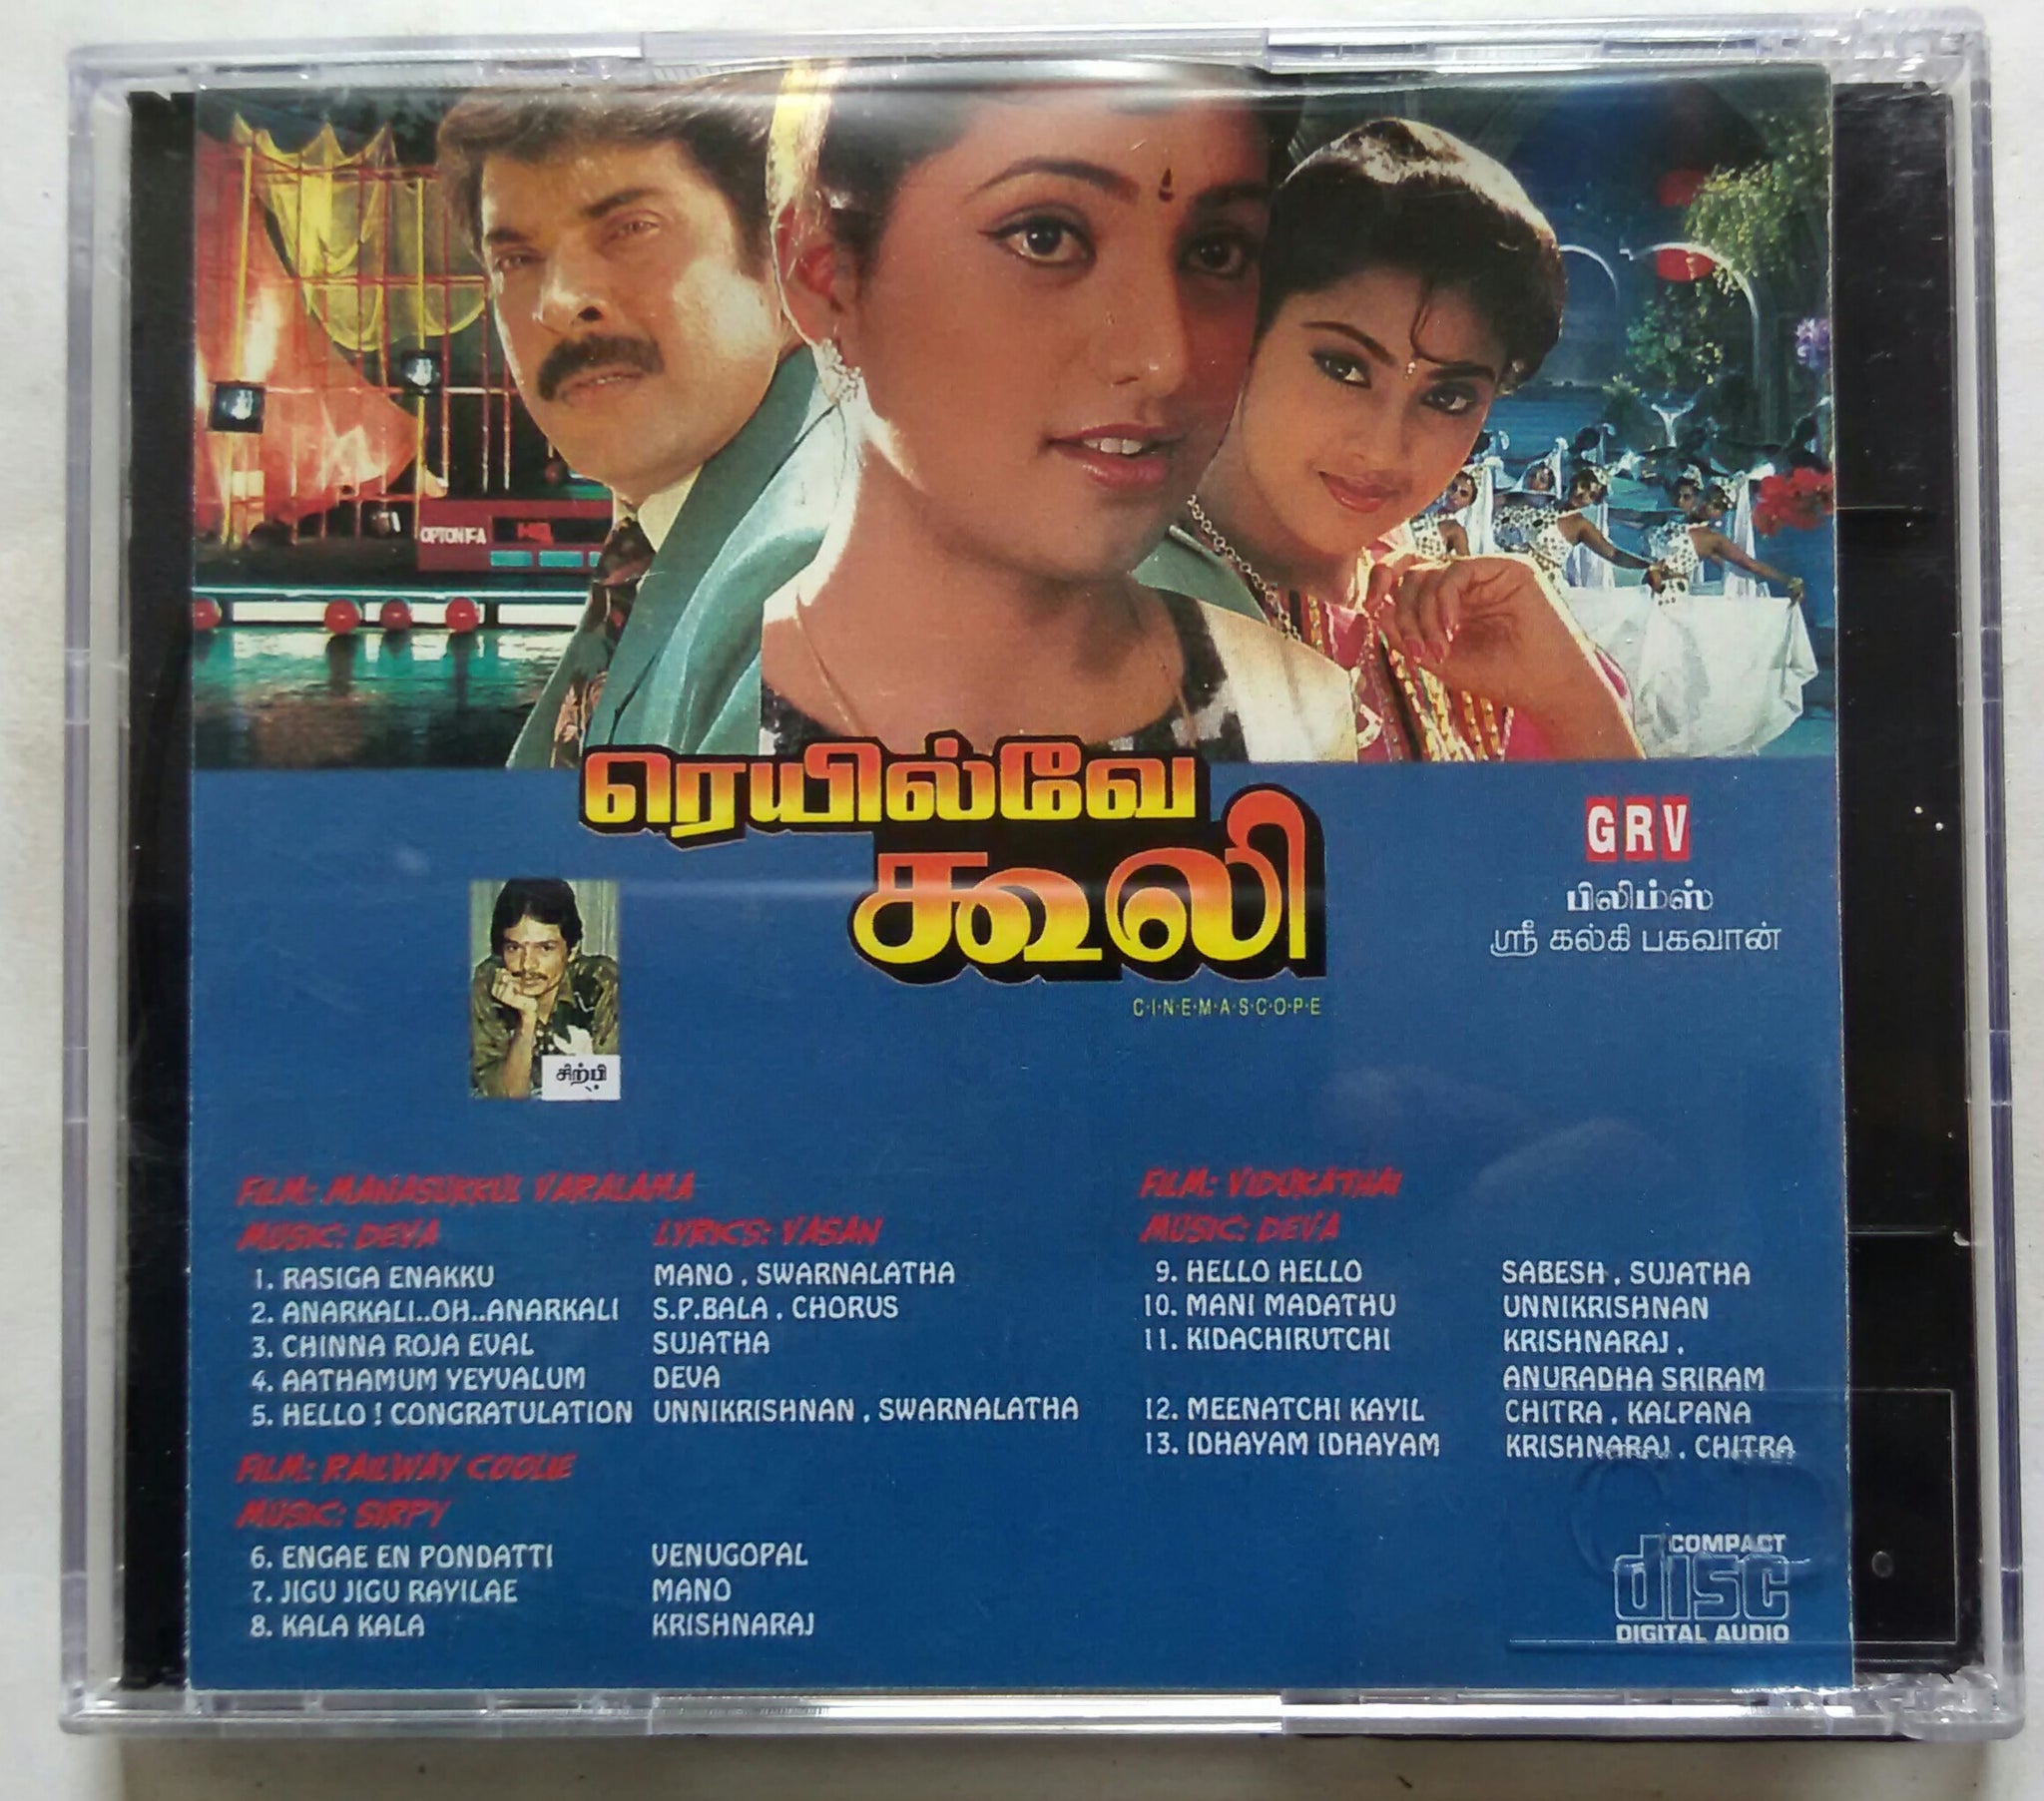 OPTONICA
ரெயில்வே
கூலி
C·I·N·E·M·A·S·C·O·P·E
GRV
பிலிம்ஸ்
ஸ்ரீ கல்கி பகவான்
சிற்பி
FILM: MANASUKKUL VARALAMA
MUSIC: DEVA LYRICS: VASAN
1. RASIGA ENAKKU MANO , SWARNALATHA
2. ANARKALI..OH..ANARKALI S.P.BALA , CHORUS
3. CHINNA ROJA EVAL SUJATHA
4. AATHAMUM YEYVALUM DEVA
5. HELLO ! CONGRATULATION UNNIKRISHNAN , SWARNALATHA
FILM: RAILWAY COOLIE
MUSIC: SIRPY
6. ENGAE EN PONDATTI VENUGOPAL
7. JIGU JIGU RAYILAE MANO
8. KALA KALA KRISHNARAJ
FILM: VIDUKATHAI
MUSIC: DEVA
9. HELLO HELLO SABESH , SUJATHA
10. MANI MADATHU UNNIKRISHNAN
11. KIDACHIRUTCHI KRISHNARAJ ,
ANURADHA SRIRAM
12. MEENATCHI KAYIL CHITRA , KALPANA
13. IDHAYAM IDHAYAM KRISHNARAJ , CHITRA
COMPACT
disc
DIGITAL AUDIO